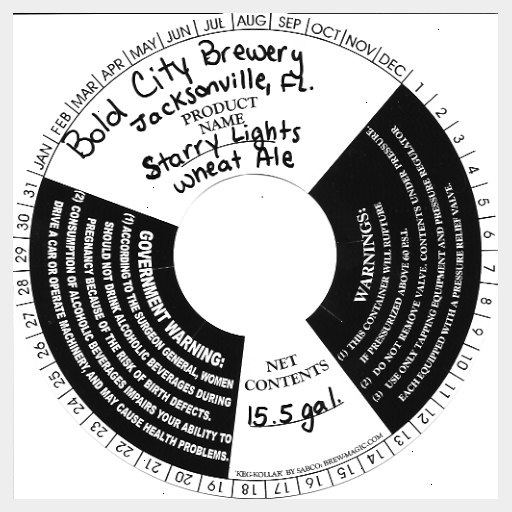 JAN FEB MAR APR MAY JUN JUL AUG SEP OCT NOV DEC
1 2 3 4 5 6 7 8 9 10 11 12 13 14 15 16 17 18 19 20 21 22 23 24 25 26 27 28 29 30 31
Bold City Brewery
Jacksonville, FL.
PRODUCT
NAME
Starry Lights
Wheat Ale
WARNINGS:
(1) THIS CONTAINER WILL RUPTURE
IF PRESSURIZED ABOVE 60 P.S.I.
(2) DO NOT REMOVE VALVE. CONTENTS UNDER PRESSURE.
(3) USE ONLY TAPPING EQUIPMENT AND PRESSURE REGULATOR
EACH EQUIPPED WITH A PRESSURE RELIEF VALVE.
NET
CONTENTS
15.5 gal.
"KEG-KOLLAR" BY SABCO: BREW-MAGIC.COM
GOVERNMENT WARNING:
(1) ACCORDING TO THE SURGEON GENERAL, WOMEN
SHOULD NOT DRINK ALCOHOLIC BEVERAGES DURING
PREGNANCY BECAUSE OF THE RISK OF BIRTH DEFECTS.
(2) CONSUMPTION OF ALCOHOLIC BEVERAGES IMPAIRS YOUR ABILITY TO
DRIVE A CAR OR OPERATE MACHINERY, AND MAY CAUSE HEALTH PROBLEMS.